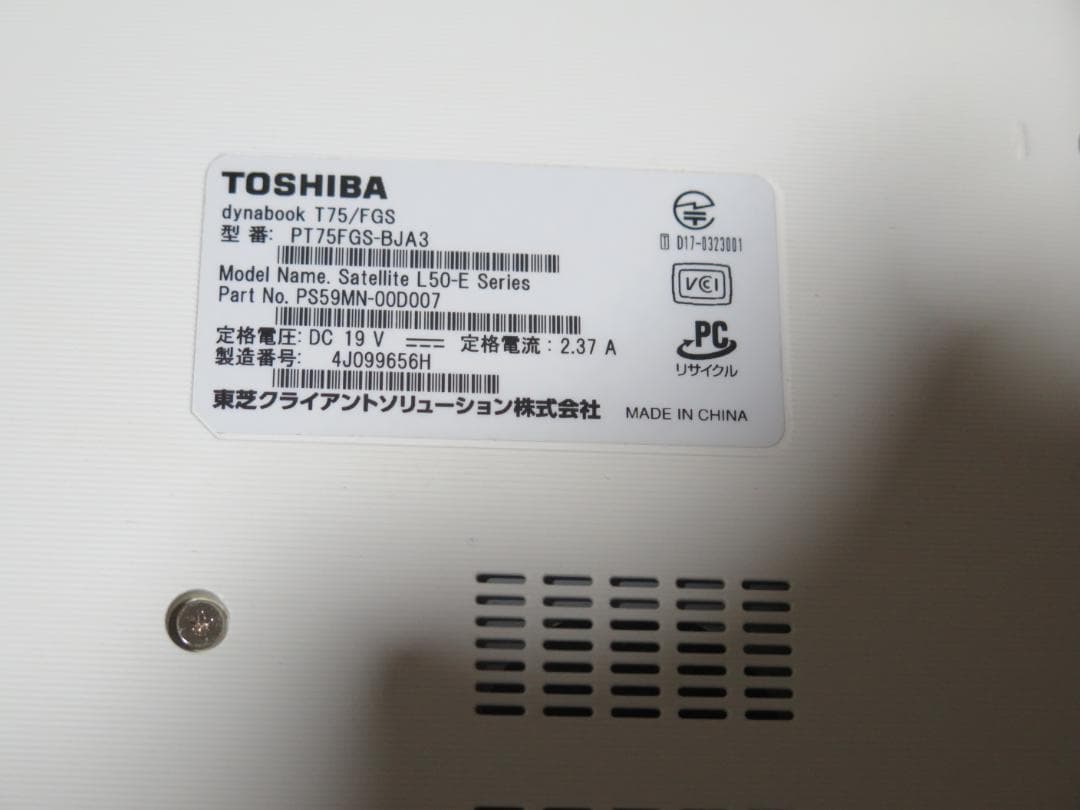 TOSHIBA
dynabook T75/FGS
型 番: PT75FGS-BJA3
Model Name. Satellite L50-E Series
Part No. PS59MN-00D007
定格電圧: DC 19 V 定格電流: 2.37 A
製造番号: 4J099656H
東芝クライアントソリューション株式会社 MADE IN CHINA
T D17-0323001
VCI
PC
リサイクル